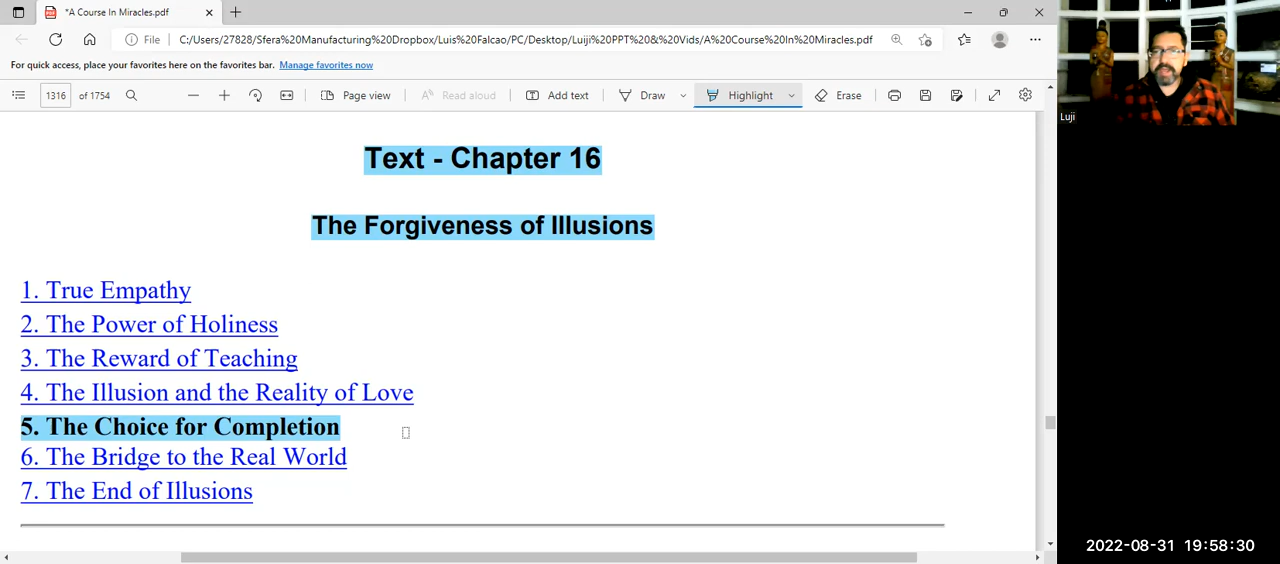 *A Course In Miracles.pdf
File C:/Users/27828/Sfera%20Manufacturing%20Dropbox/Luis%20Falcao/PC/Desktop/Luiji%20PPT%20&%20Vids/A%20Course%20In%20Miracles.pdf
For quick access, place your favorites here on the favorites bar. Manage favorites now
1316 of 1754 Page view Read aloud Add text Draw Highlight Erase
Luji
Text - Chapter 16
The Forgiveness of Illusions
1. True Empathy
2. The Power of Holiness
3. The Reward of Teaching
4. The Illusion and the Reality of Love
5. The Choice for Completion
6. The Bridge to the Real World
7. The End of Illusions
2022-08-31 19:58:30